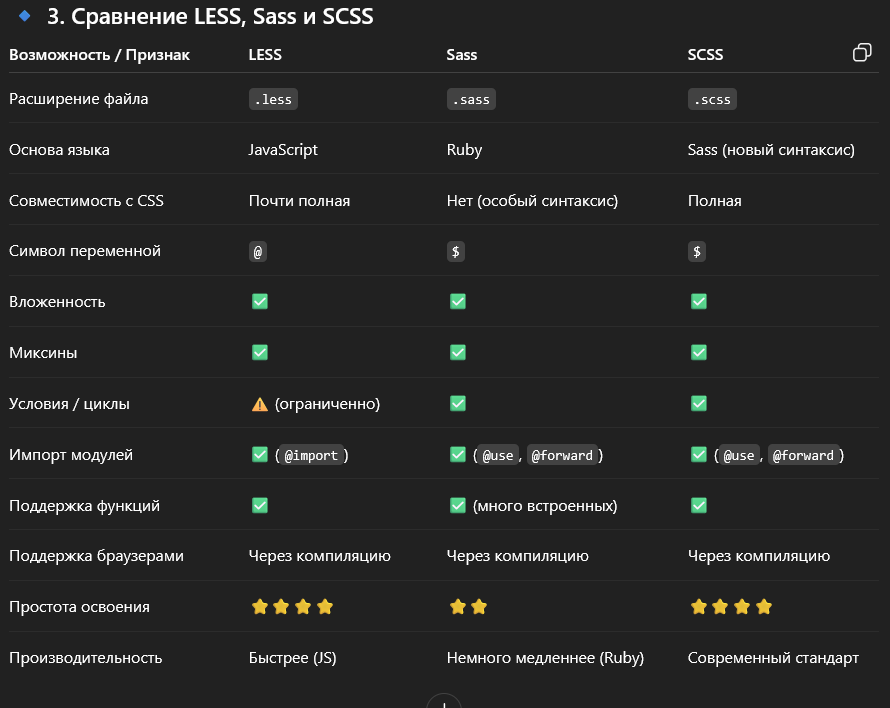 3. Сравнение LESS, Sass и SCSS
Возможность / Признак LESS Sass SCSS
Расширение файла .less .sass .scss
Основа языка JavaScript Ruby Sass (новый синтаксис)
Совместимость с CSS Почти полная Нет (особый синтаксис) Полная
Символ переменной @ $ $
Вложенность ✅ ✅ ✅
Миксины ✅ ✅ ✅
Условия / циклы ⚠️ (ограниченно) ✅ ✅
Импорт модулей ✅ (@import) ✅ (@use, @forward) ✅ (@use, @forward)
Поддержка функций ✅ ✅ (много встроенных) ✅
Поддержка браузерами Через компиляцию Через компиляцию Через компиляцию
Простота освоения ⭐⭐⭐⭐ ⭐⭐ ⭐⭐⭐⭐
Производительность Быстрее (JS) Немного медленнее (Ruby) Современный стандарт